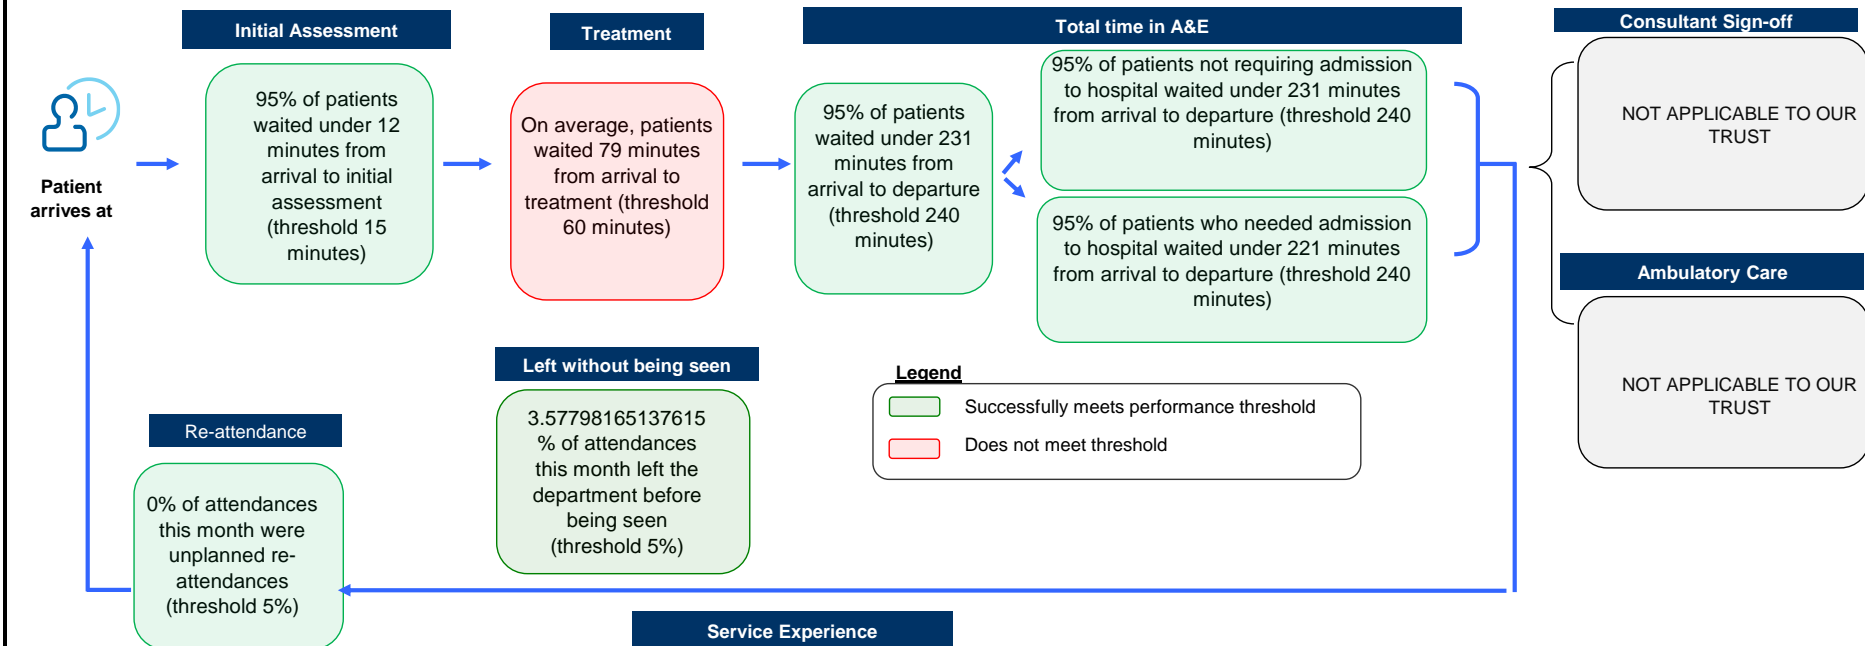 Initial Assessment
Treatment
Total time in A&E
Consultant Sign-off
Patient
arrives at
95% of patients
waited under 12
minutes from
arrival to initial
assessment
(threshold 15
minutes)
On average, patients
waited 79 minutes
from arrival to
treatment (threshold
60 minutes)
95% of patients
waited under 231
minutes from
arrival to departure
(threshold 240
minutes)
95% of patients not requiring admission
to hospital waited under 231 minutes
from arrival to departure (threshold 240
minutes)
95% of patients who needed admission
to hospital waited under 221 minutes
from arrival to departure (threshold 240
minutes)
NOT APPLICABLE TO OUR
TRUST
Ambulatory Care
NOT APPLICABLE TO OUR
TRUST
Left without being seen
3.57798165137615
% of attendances
this month left the
department before
being seen
(threshold 5%)
Legend
Successfully meets performance threshold
Does not meet threshold
Re-attendance
0% of attendances
this month were
unplanned re-
attendances
(threshold 5%)
Service Experience